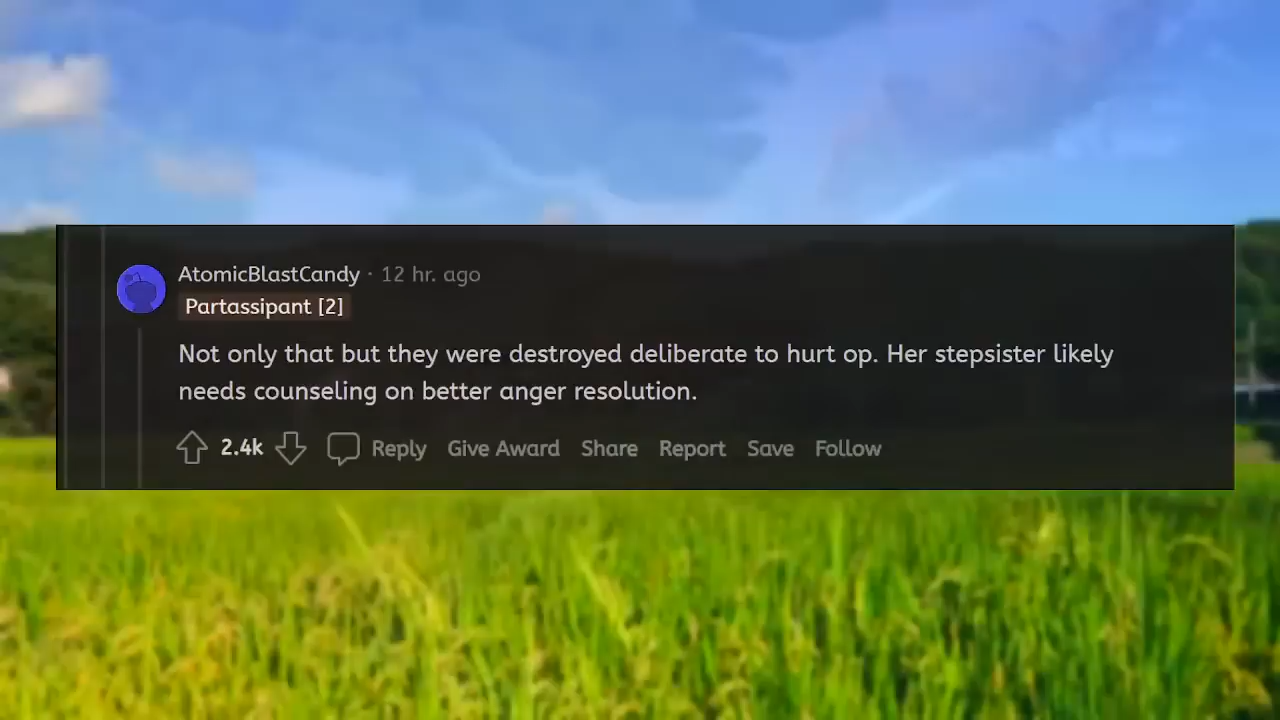 AtomicBlastCandy · 12 hr. ago
Partassipant [2]
Not only that but they were destroyed deliberate to hurt op. Her stepsister likely
needs counseling on better anger resolution.
2.4k Reply Give Award Share Report Save Follow